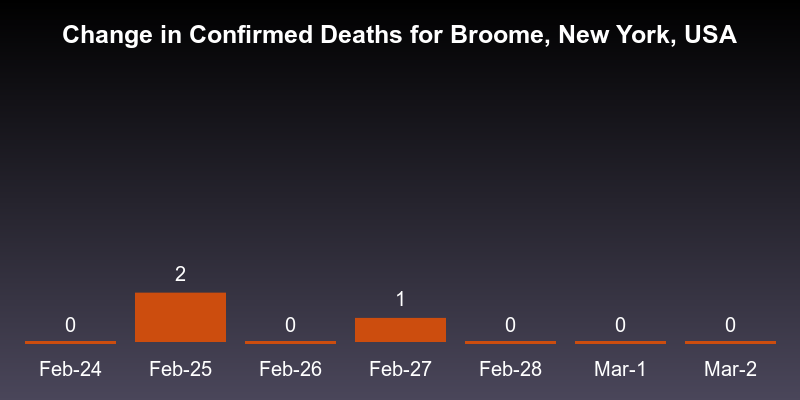 Change in Confirmed Deaths for Broome, New York, USA
0 2 0 1 0 0 0
Feb-24 Feb-25 Feb-26 Feb-27 Feb-28 Mar-1 Mar-2